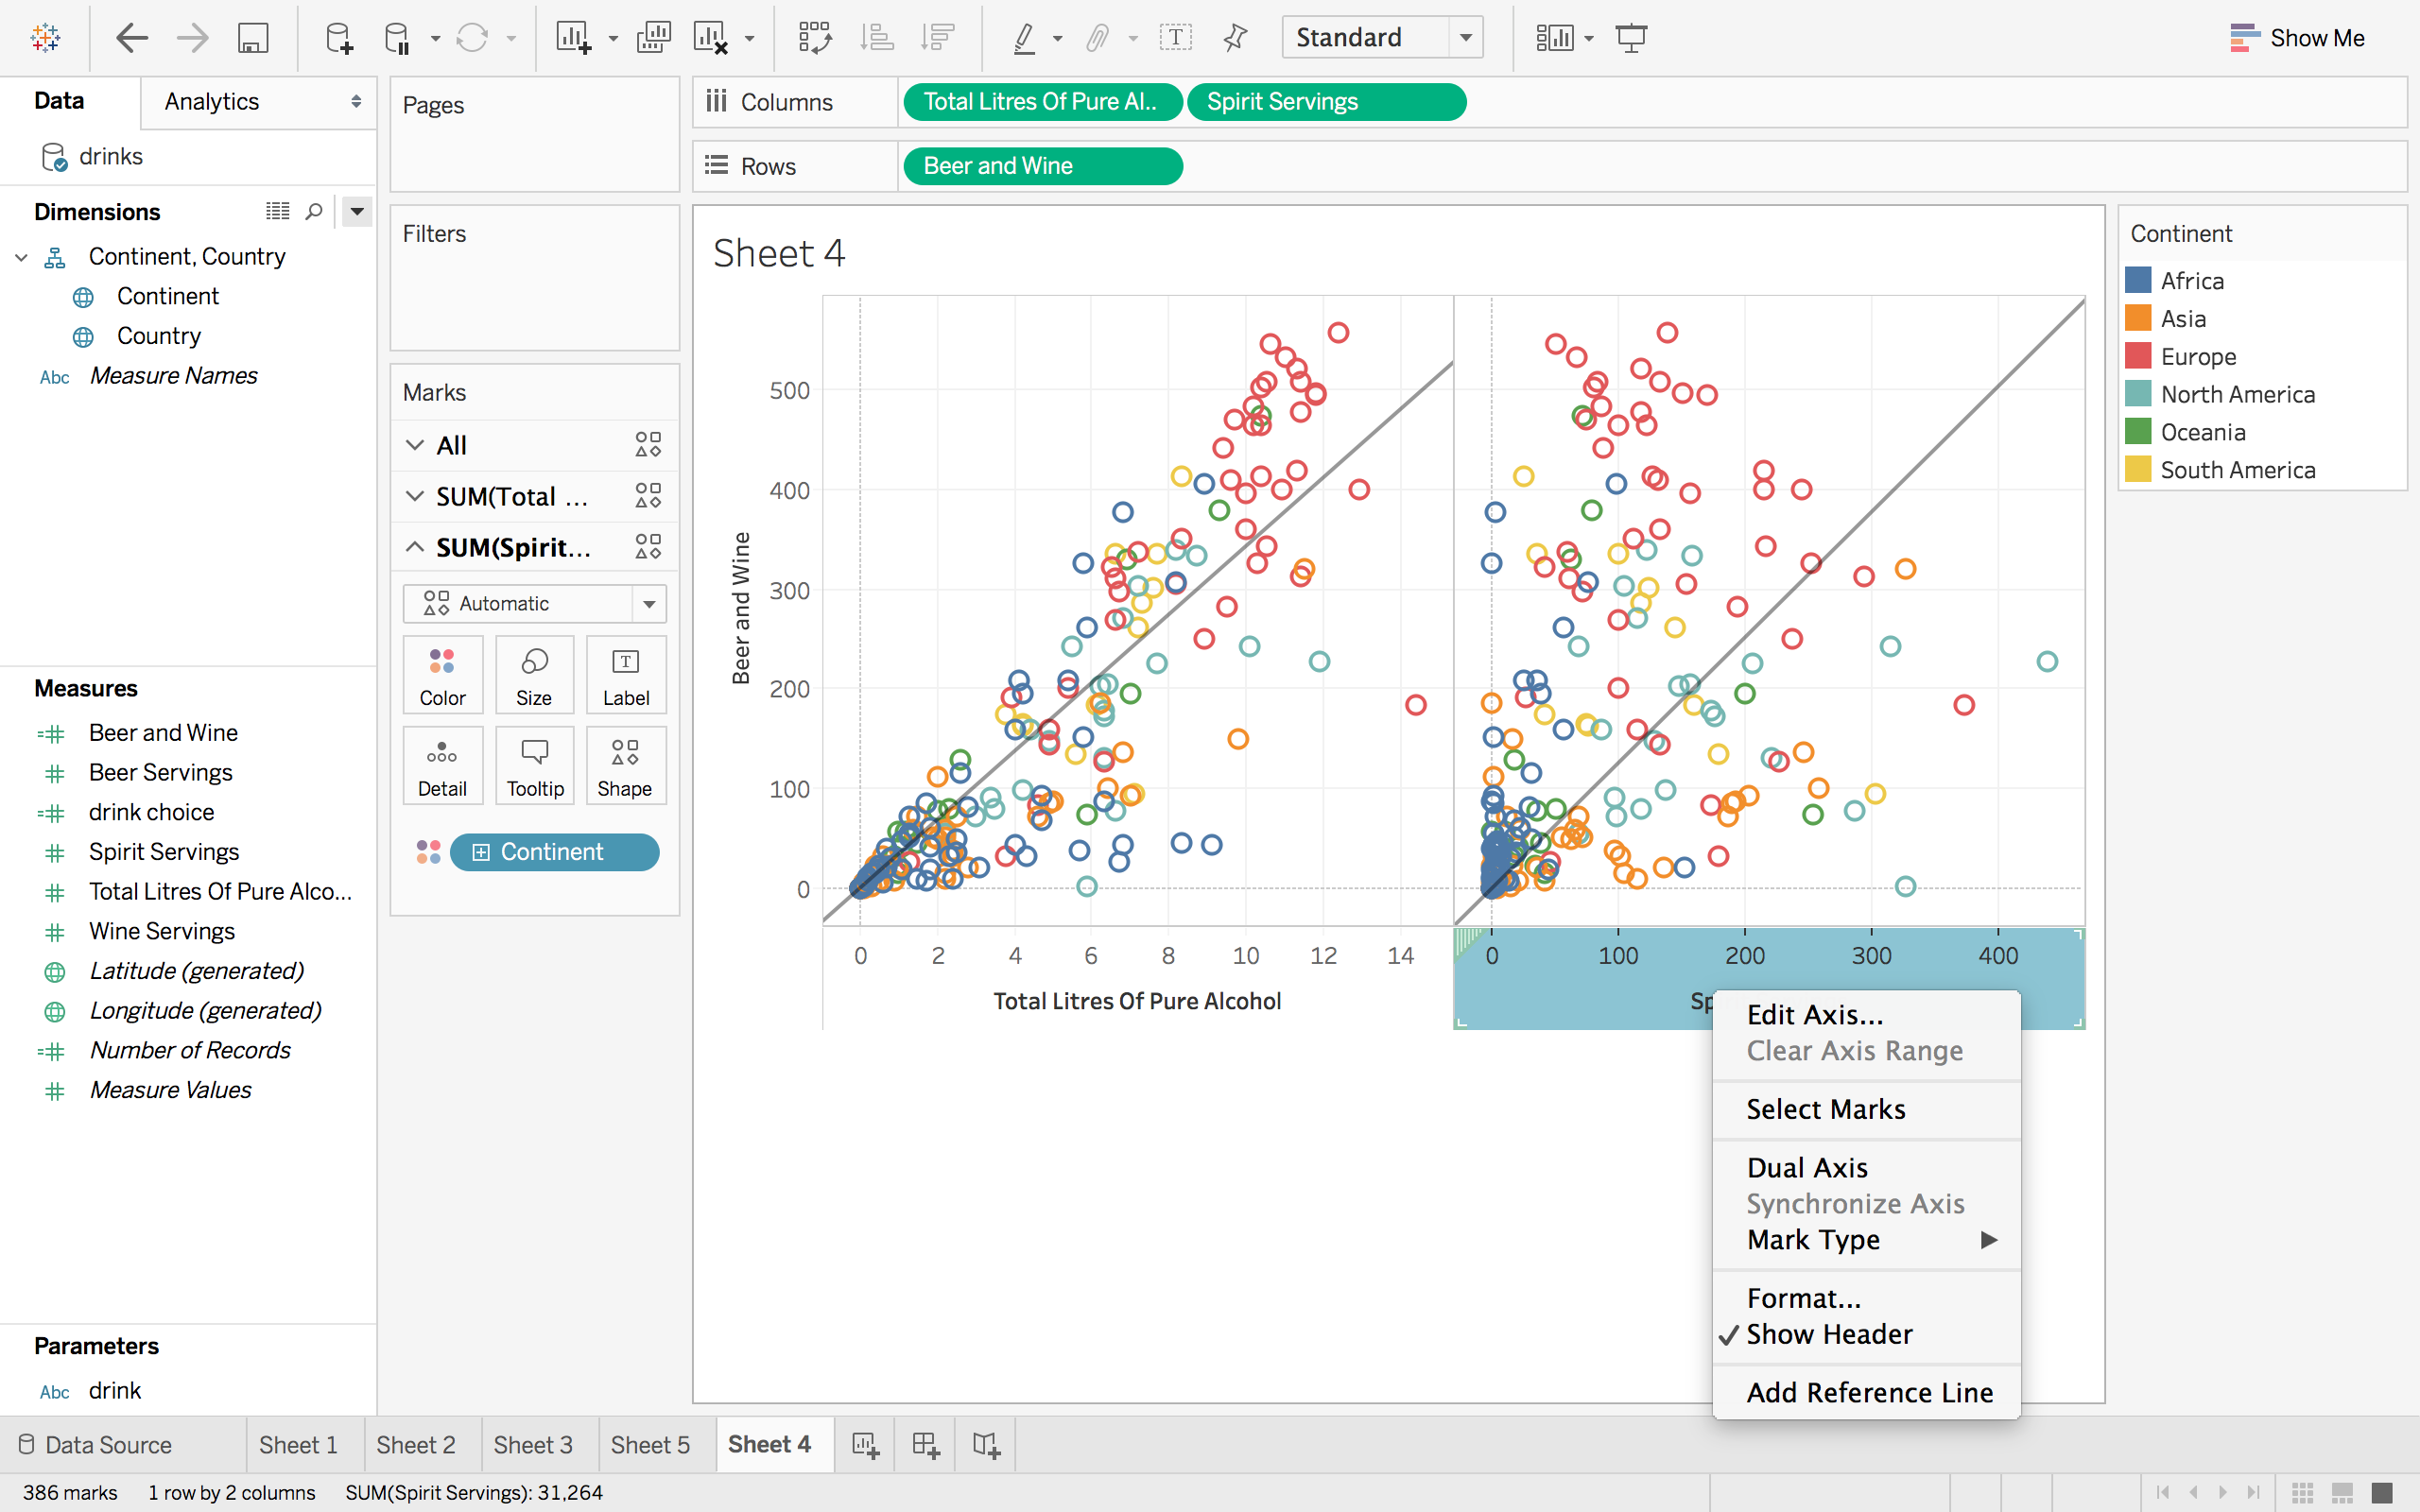 Standard
Show Me
Data
Analytics
drinks
Dimensions
Continent, Country
Continent
Country
Abc Measure Names
Measures
Beer and Wine
Beer Servings
drink choice
Spirit Servings
Total Litres Of Pure Alco...
Wine Servings
Latitude (generated)
Longitude (generated)
Number of Records
Measure Values
Parameters
Abc drink
Pages
Filters
Marks
All
SUM(Total ...
SUM(Spirit...
Automatic
Color
Size
T
Label
Detail
Tooltip
Shape
Continent
Columns
Total Litres Of Pure Al..
Spirit Servings
Rows
Beer and Wine
Sheet 4
Beer and Wine
500
400
300
200
100
0
0 2 4 6 8 10 12 14
Total Litres Of Pure Alcohol
0 100 200 300 400
Sp
Edit Axis...
Clear Axis Range
Select Marks
Dual Axis
Synchronize Axis
Mark Type
Format...
Show Header
Add Reference Line
Continent
Africa
Asia
Europe
North America
Oceania
South America
Data Source
Sheet 1
Sheet 2
Sheet 3
Sheet 5
Sheet 4
386 marks
1 row by 2 columns
SUM(Spirit Servings): 31,264